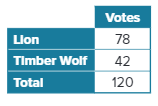 Votes
Lion 78
Timber Wolf 42
Total 120